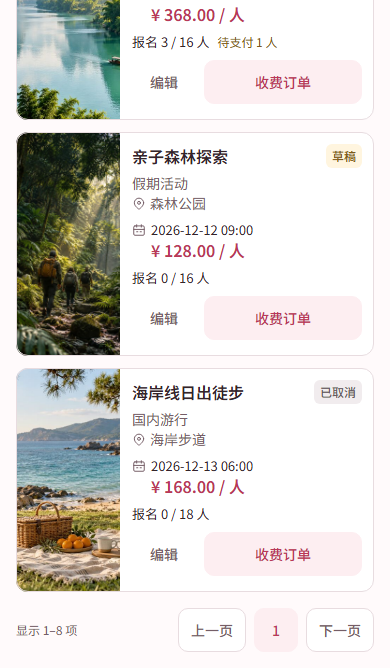 ¥ 368.00 / 人
报名 3 / 16 人 待支付 1 人
编辑 收费订单
亲子森林探索 草稿
假期活动
森林公园
2026-12-12 09:00
¥ 128.00 / 人
报名 0 / 16 人
编辑 收费订单
海岸线日出徒步 已取消
国内游行
海岸步道
2026-12-13 06:00
¥ 168.00 / 人
报名 0 / 18 人
编辑 收费订单
显示 1–8 项 上一页 1 下一页